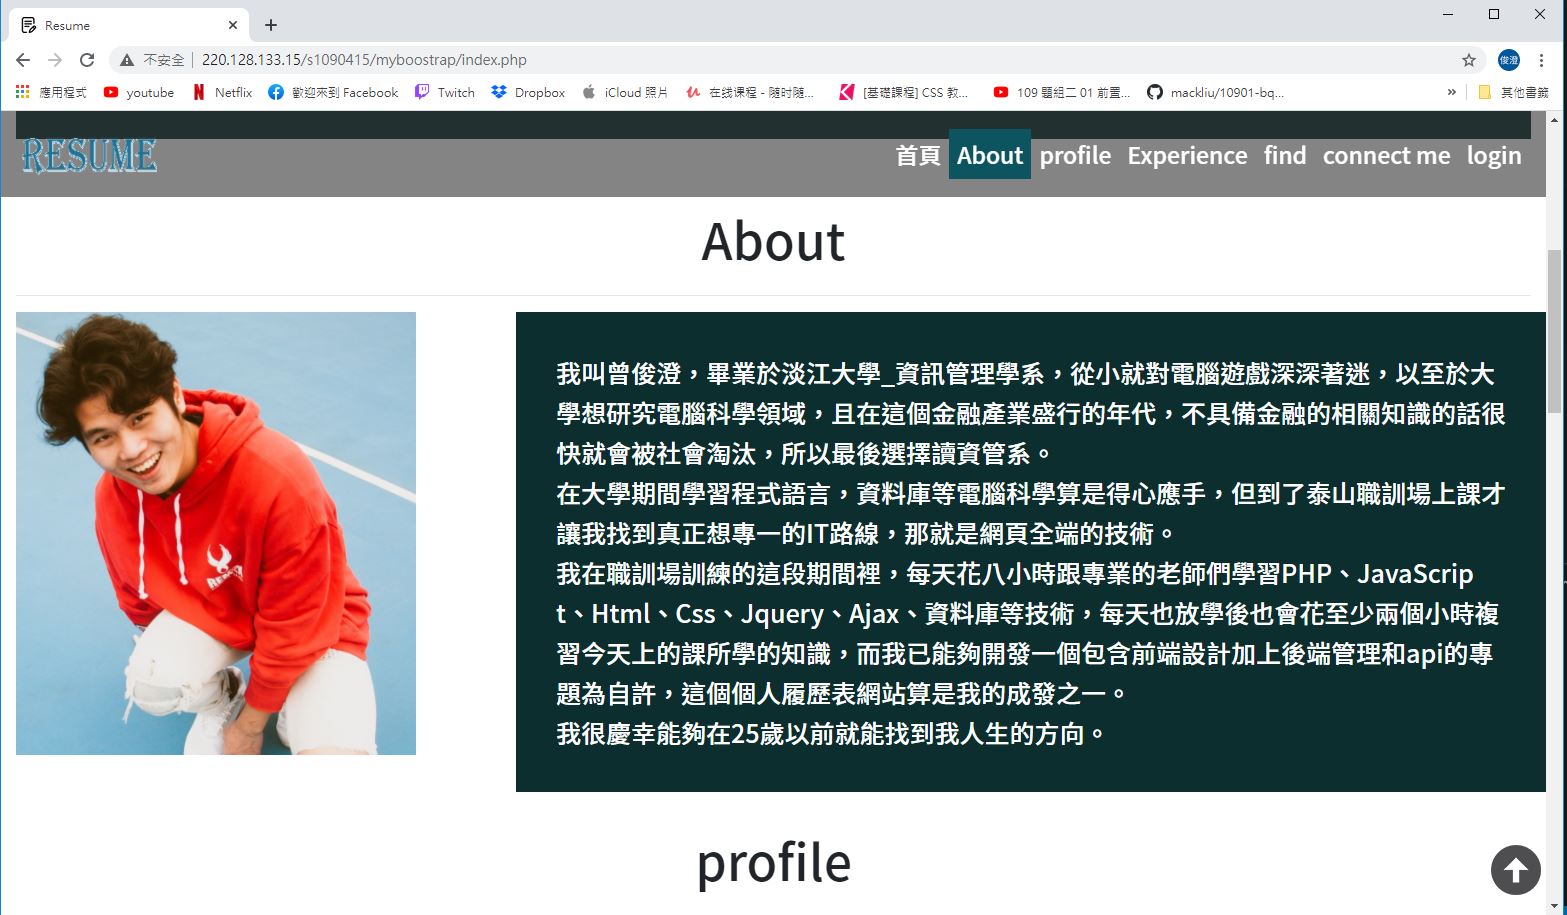 Resume
不安全 220.128.133.15/s1090415/myboostrap/index.php
應用程式 youtube Netflix 歡迎來到 Facebook Twitch Dropbox iCloud 照片 在线课程 - 随时随... [基礎課程] CSS 教... 109 題組二 01 前置... mackliu/10901-bq... » 其他書籤
俊澄
RESUME
首頁 About profile Experience find connect me login
About
我叫曾俊澄，畢業於淡江大學_資訊管理學系，從小就對電腦遊戲深深著迷，以至於大
學想研究電腦科學領域，且在這個金融產業盛行的年代，不具備金融的相關知識的話很
快就會被社會淘汰，所以最後選擇讀資管系。
在大學期間學習程式語言，資料庫等電腦科學算是得心應手，但到了泰山職訓場上課才
讓我找到真正想專一的IT路線，那就是網頁全端的技術。
我在職訓場訓練的這段期間裡，每天花八小時跟專業的老師們學習PHP、JavaScrip
t、Html、Css、Jquery、Ajax、資料庫等技術，每天也放學後也會花至少兩個小時複
習今天上的課所學的知識，而我已能夠開發一個包含前端設計加上後端管理和api的專
題為自許，這個個人履歷表網站算是我的成發之一。
我很慶幸能夠在25歲以前就能找到我人生的方向。
profile